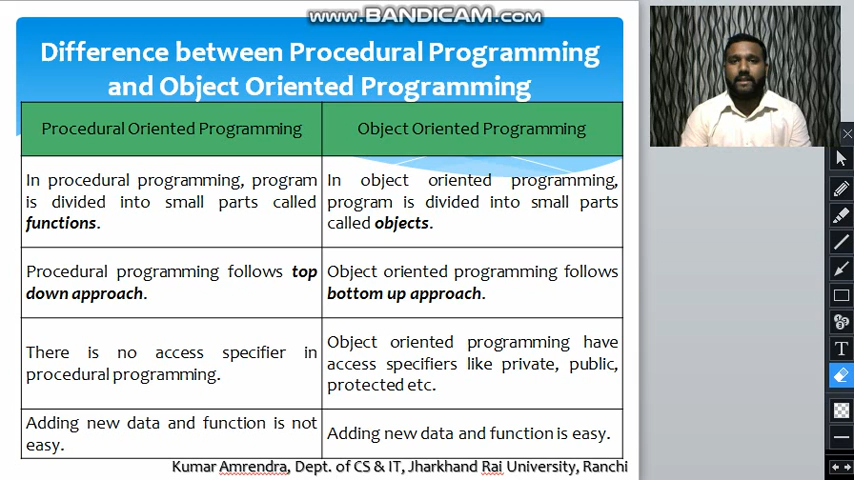 www.BANDICAM.com
Difference between Procedural Programming
and Object Oriented Programming
Procedural Oriented Programming
Object Oriented Programming
In procedural programming, program
is divided into small parts called
functions.
In object oriented programming,
program is divided into small parts
called objects.
Procedural programming follows top
down approach.
Object oriented programming follows
bottom up approach.
There is no access specifier in
procedural programming.
Object oriented programming have
access specifiers like private, public,
protected etc.
Adding new data and function is not
easy.
Adding new data and function is easy.
Kumar Amrendra, Dept. of CS & IT, Jharkhand Rai University, Ranchi
T